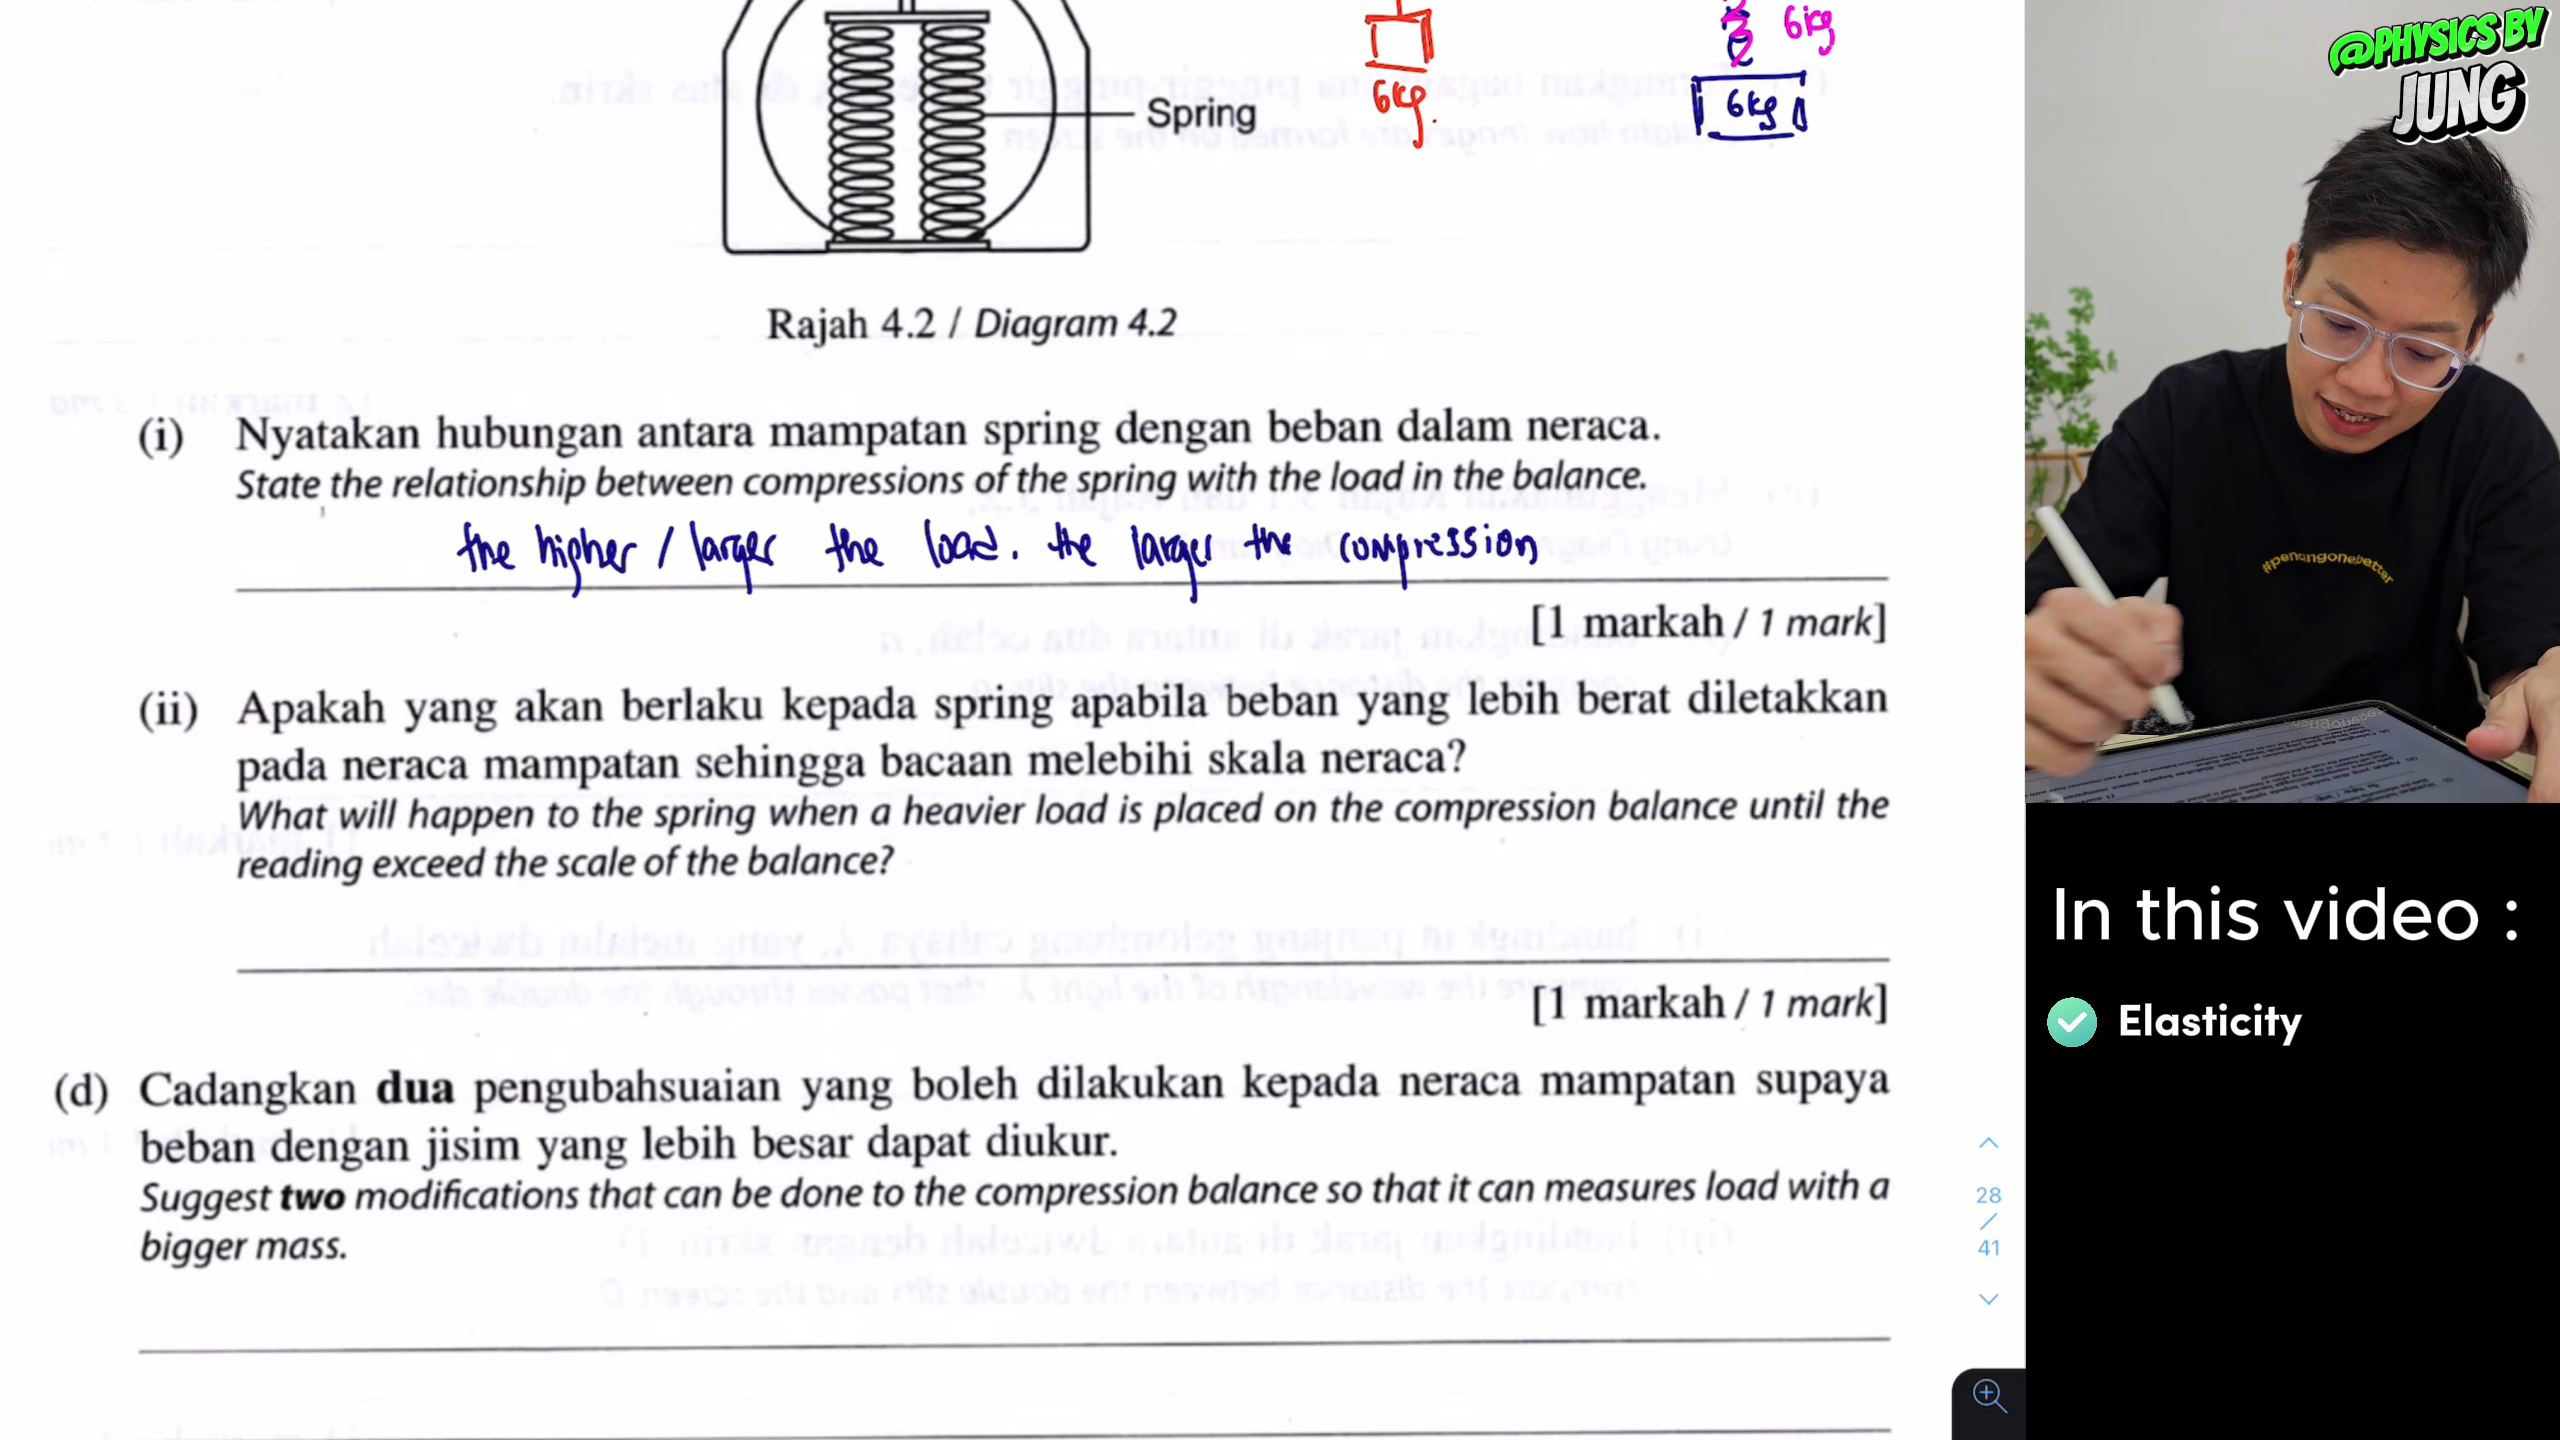 @PHYSICS BY
JUNG
6kg
6kg
6kg
Spring
Rajah 4.2 / Diagram 4.2
(i) Nyatakan hubungan antara mampatan spring dengan beban dalam neraca.
State the relationship between compressions of the spring with the load in the balance.
the higher / larger the load. the larger the compression
[1 markah / 1 mark]
#penangonebetter
(ii) Apakah yang akan berlaku kepada spring apabila beban yang lebih berat diletakkan
pada neraca mampatan sehingga bacaan melebihi skala neraca?
What will happen to the spring when a heavier load is placed on the compression balance until the
reading exceed the scale of the balance?
[1 markah / 1 mark]
(d) Cadangkan dua pengubahsuaian yang boleh dilakukan kepada neraca mampatan supaya
beban dengan jisim yang lebih besar dapat diukur.
Suggest two modifications that can be done to the compression balance so that it can measures load with a
bigger mass.
28
/
41
In this video :
Elasticity